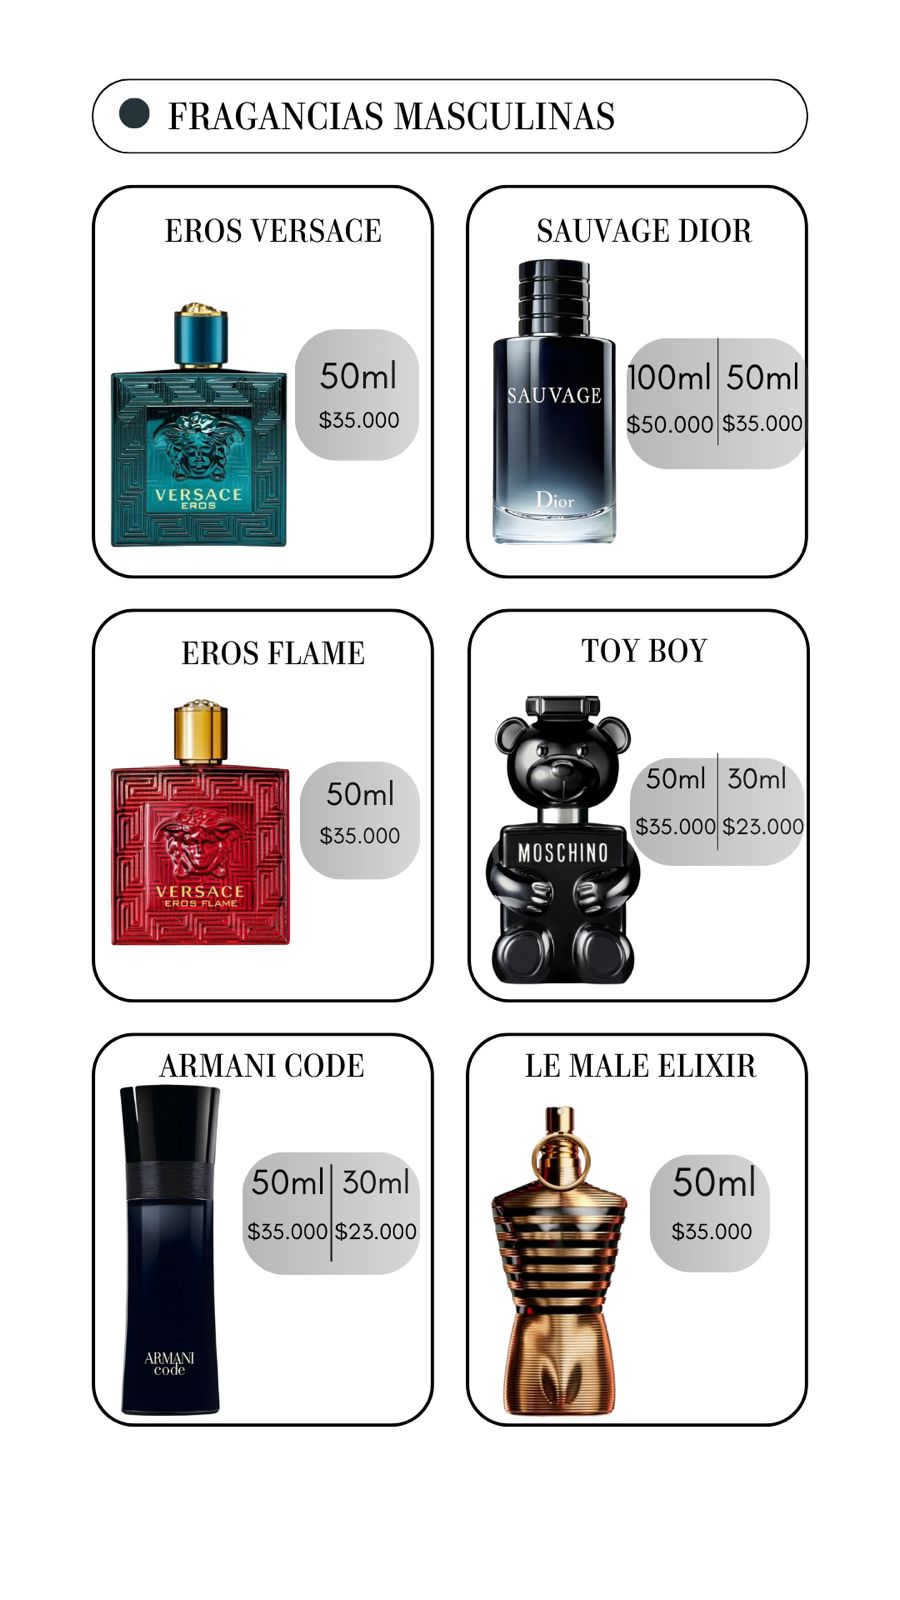 FRAGANCIAS MASCULINAS
EROS VERSACE
50ml
$35.000
VERSACE
EROS
SAUVAGE DIOR
100ml 50ml
$50.000 $35.000
SAUVAGE
Dior
EROS FLAME
50ml
$35.000
VERSACE
EROS FLAME
TOY BOY
50ml 30ml
$35.000 $23.000
MOSCHINO
ARMANI CODE
50ml 30ml
$35.000 $23.000
ARMANI
code
LE MALE ELIXIR
50ml
$35.000